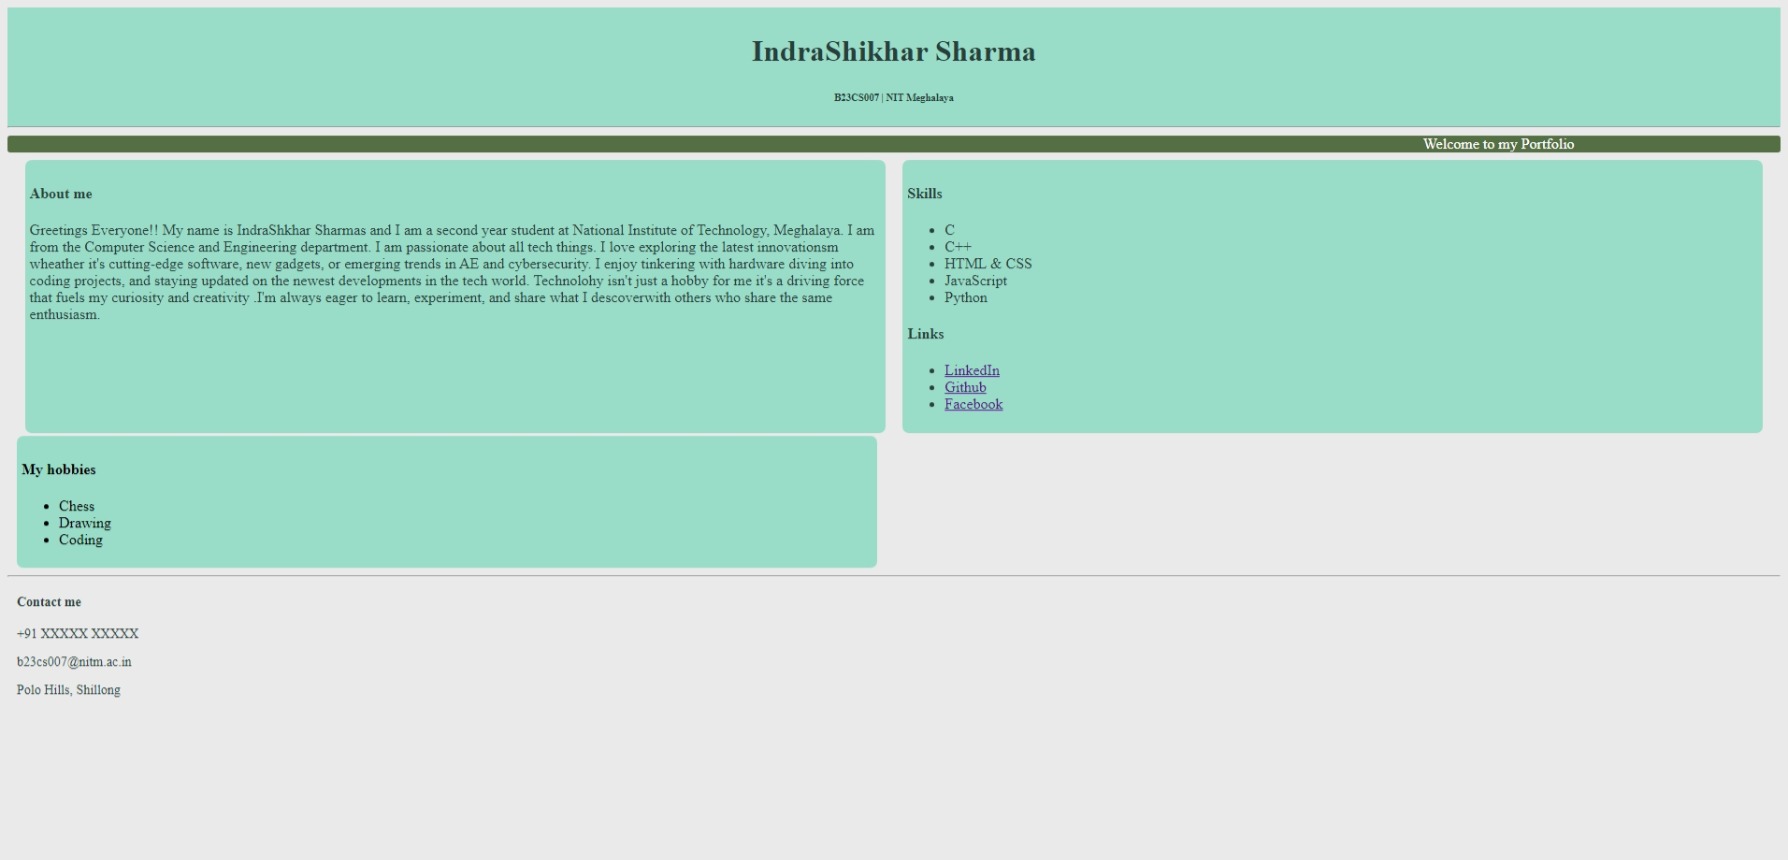 IndraShikhar Sharma
B23CS007 | NIT Meghalaya
Welcome to my Portfolio
About me
Greetings Everyone!! My name is IndraShkhar Sharmas and I am a second year student at National Institute of Technology, Meghalaya. I am
from the Computer Science and Engineering department. I am passionate about all tech things. I love exploring the latest innovationsm
wheather it's cutting-edge software, new gadgets, or emerging trends in AE and cybersecurity. I enjoy tinkering with hardware diving into
coding projects, and staying updated on the newest developments in the tech world. Technolohy isn't just a hobby for me it's a driving force
that fuels my curiosity and creativity .I'm always eager to learn, experiment, and share what I descoverwith others who share the same
enthusiasm.
Skills
C
C++
HTML & CSS
JavaScript
Python
Links
LinkedIn
Github
Facebook
My hobbies
Chess
Drawing
Coding
Contact me
+91 XXXXX XXXXX
b23cs007@nitm.ac.in
Polo Hills, Shillong